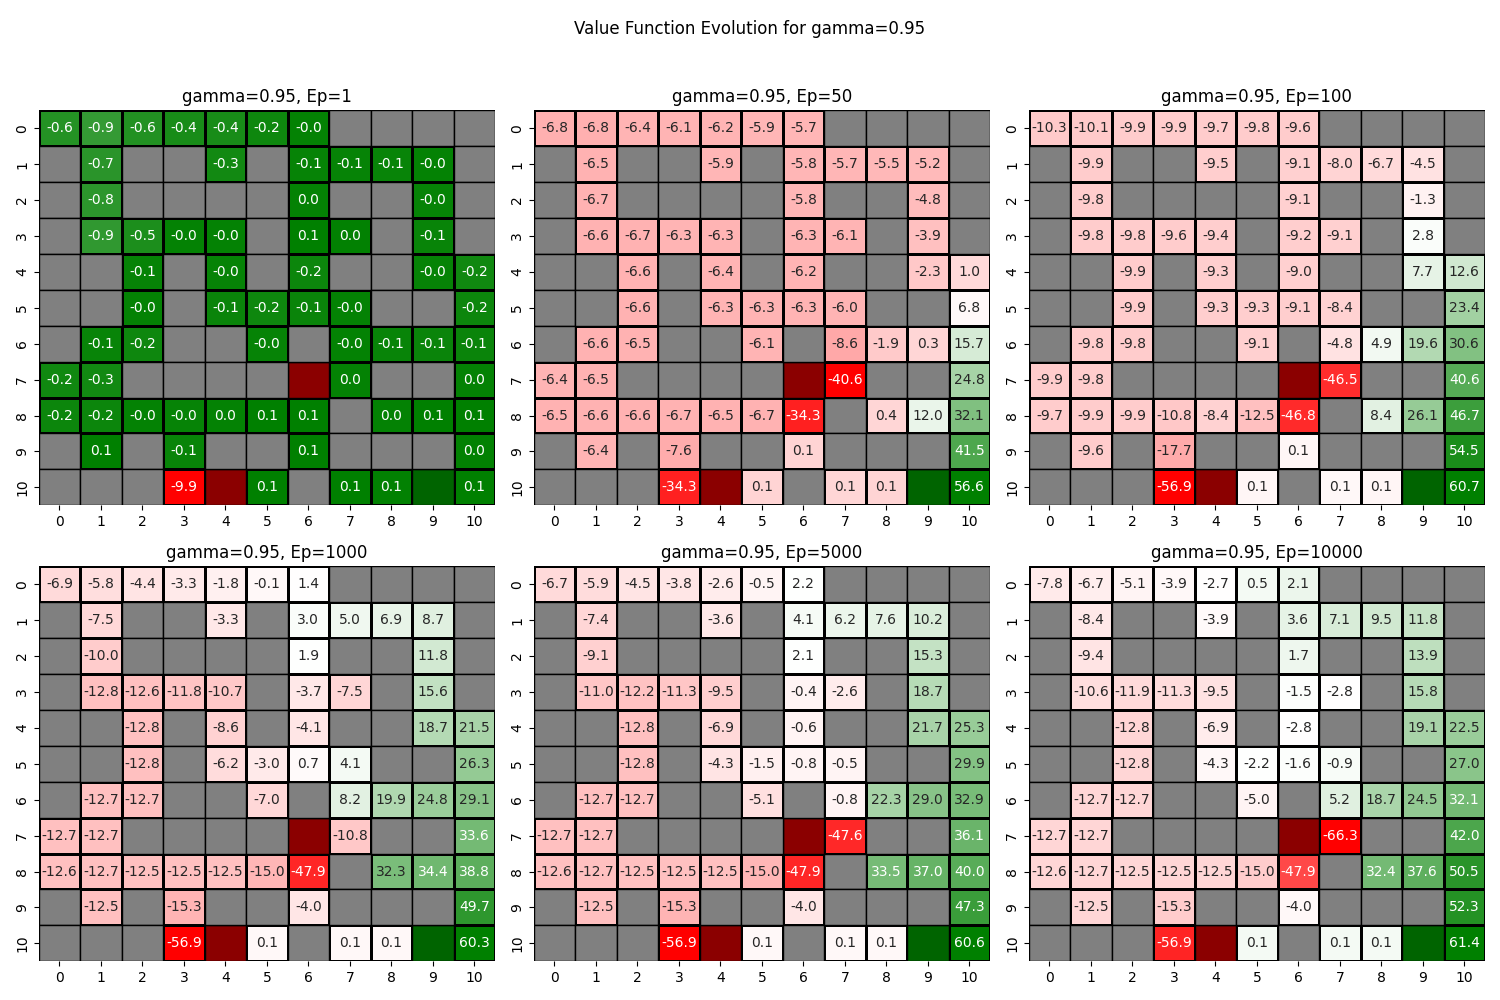 Value Function Evolution for gamma=0.95
gamma=0.95, Ep=1 gamma=0.95, Ep=50 gamma=0.95, Ep=100
0 -0.6 -0.9 -0.6 -0.4 -0.4 -0.2 -0.0 0 -6.8 -6.8 -6.4 -6.1 -6.2 -5.9 -5.7 0 -10.3 -10.1 -9.9 -9.9 -9.7 -9.8 -9.6
1 -0.7 -0.3 -0.1 -0.1 -0.1 -0.0 1 -6.5 -5.9 -5.8 -5.7 -5.5 -5.2 1 -9.9 -9.5 -9.1 -8.0 -6.7 -4.5
2 -0.8 0.0 -0.0 2 -6.7 -5.8 -4.8 2 -9.8 -9.1 -1.3
3 -0.9 -0.5 -0.0 -0.0 0.1 0.0 -0.1 3 -6.6 -6.7 -6.3 -6.3 -6.3 -6.1 -3.9 3 -9.8 -9.8 -9.6 -9.4 -9.2 -9.1 2.8
4 -0.1 -0.0 -0.2 -0.0 -0.2 4 -6.6 -6.4 -6.2 -2.3 1.0 4 -9.9 -9.3 -9.0 7.7 12.6
5 -0.0 -0.1 -0.2 -0.1 -0.0 -0.2 5 -6.6 -6.3 -6.3 -6.3 -6.0 6.8 5 -9.9 -9.3 -9.3 -9.1 -8.4 23.4
6 -0.1 -0.2 -0.0 -0.0 -0.1 -0.1 -0.1 6 -6.6 -6.5 -6.1 -8.6 -1.9 0.3 15.7 6 -9.8 -9.8 -9.1 -4.8 4.9 19.6 30.6
7 -0.2 -0.3 0.0 0.0 7 -6.4 -6.5 -40.6 24.8 7 -9.9 -9.8 -46.5 40.6
8 -0.2 -0.2 -0.0 -0.0 0.0 0.1 0.1 0.0 0.1 0.1 8 -6.5 -6.6 -6.6 -6.7 -6.5 -6.7 -34.3 0.4 12.0 32.1 8 -9.7 -9.9 -9.9 -10.8 -8.4 -12.5 -46.8 8.4 26.1 46.7
9 0.1 -0.1 0.1 0.0 9 -6.4 -7.6 0.1 41.5 9 -9.6 -17.7 0.1 54.5
10 -9.9 0.1 0.1 0.1 0.1 10 -34.3 0.1 0.1 0.1 56.6 10 -56.9 0.1 0.1 0.1 60.7
0 1 2 3 4 5 6 7 8 9 10 0 1 2 3 4 5 6 7 8 9 10 0 1 2 3 4 5 6 7 8 9 10
gamma=0.95, Ep=1000 gamma=0.95, Ep=5000 gamma=0.95, Ep=10000
0 -6.9 -5.8 -4.4 -3.3 -1.8 -0.1 1.4 0 -6.7 -5.9 -4.5 -3.8 -2.6 -0.5 2.2 0 -7.8 -6.7 -5.1 -3.9 -2.7 0.5 2.1
1 -7.5 -3.3 3.0 5.0 6.9 8.7 1 -7.4 -3.6 4.1 6.2 7.6 10.2 1 -8.4 -3.9 3.6 7.1 9.5 11.8
2 -10.0 1.9 11.8 2 -9.1 2.1 15.3 2 -9.4 1.7 13.9
3 -12.8 -12.6 -11.8 -10.7 -3.7 -7.5 15.6 3 -11.0 -12.2 -11.3 -9.5 -0.4 -2.6 18.7 3 -10.6 -11.9 -11.3 -9.5 -1.5 -2.8 15.8
4 -12.8 -8.6 -4.1 18.7 21.5 4 -12.8 -6.9 -0.6 21.7 25.3 4 -12.8 -6.9 -2.8 19.1 22.5
5 -12.8 -6.2 -3.0 0.7 4.1 26.3 5 -12.8 -4.3 -1.5 -0.8 -0.5 29.9 5 -12.8 -4.3 -2.2 -1.6 -0.9 27.0
6 -12.7 -12.7 -7.0 8.2 19.9 24.8 29.1 6 -12.7 -12.7 -5.1 -0.8 22.3 29.0 32.9 6 -12.7 -12.7 -5.0 5.2 18.7 24.5 32.1
7 -12.7 -12.7 -10.8 33.6 7 -12.7 -12.7 -47.6 36.1 7 -12.7 -12.7 -66.3 42.0
8 -12.6 -12.7 -12.5 -12.5 -12.5 -15.0 -47.9 32.3 34.4 38.8 8 -12.6 -12.7 -12.5 -12.5 -12.5 -15.0 -47.9 33.5 37.0 40.0 8 -12.6 -12.7 -12.5 -12.5 -12.5 -15.0 -47.9 32.4 37.6 50.5
9 -12.5 -15.3 -4.0 49.7 9 -12.5 -15.3 -4.0 47.3 9 -12.5 -15.3 -4.0 52.3
10 -56.9 0.1 0.1 0.1 60.3 10 -56.9 0.1 0.1 0.1 60.6 10 -56.9 0.1 0.1 0.1 61.4
0 1 2 3 4 5 6 7 8 9 10 0 1 2 3 4 5 6 7 8 9 10 0 1 2 3 4 5 6 7 8 9 10